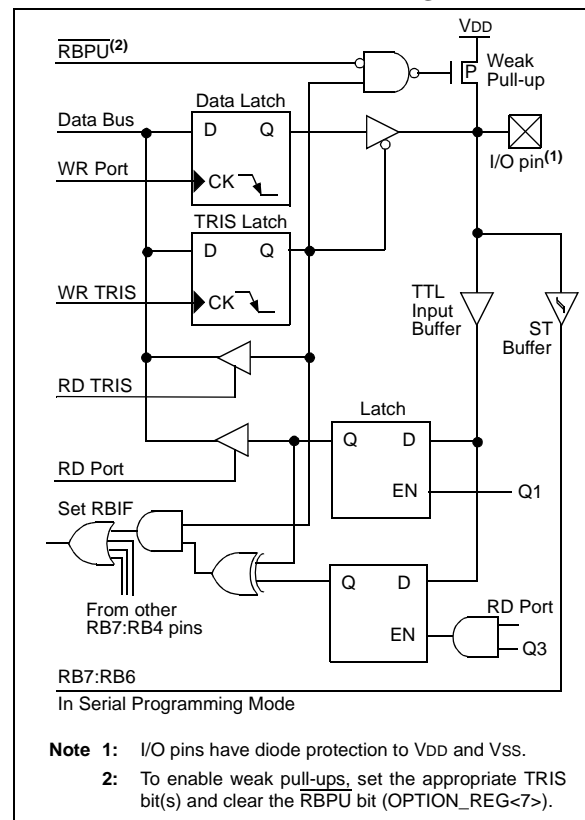 VDD
RBPU(2)
Weak
Pull-up
P
Data Latch
Data Bus
D Q
I/O pin(1)
WR Port
CK
TRIS Latch
D Q
WR TRIS
CK
TTL
Input
Buffer
ST
Buffer
RD TRIS
Latch
Q D
RD Port
EN
Q1
Set RBIF
Q D
RD Port
From other
RB7:RB4 pins
EN
Q3
RB7:RB6
In Serial Programming Mode
Note 1: I/O pins have diode protection to VDD and VSS.
2: To enable weak pull-ups, set the appropriate TRIS
bit(s) and clear the RBPU bit (OPTION_REG<7>).